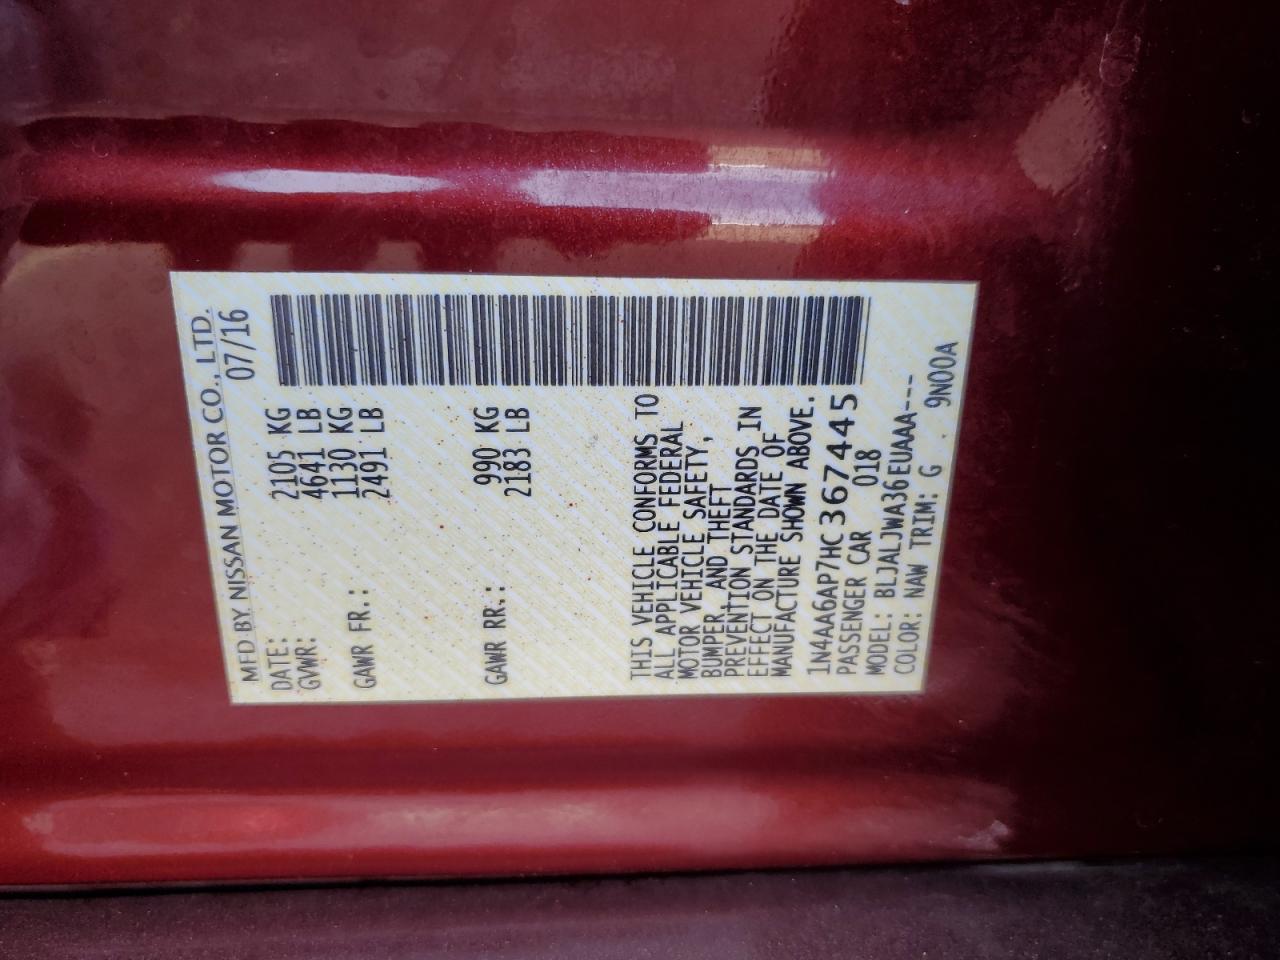 MFD BY NISSAN MOTOR CO., LTD.
DATE: 07/16
GVWR: 2105 KG
4641 LB
GAWR FR.: 1130 KG
2491 LB
GAWR RR.: 990 KG
2183 LB
THIS VEHICLE CONFORMS TO
ALL APPLICABLE FEDERAL
MOTOR VEHICLE SAFETY,
BUMPER, AND THEFT
PREVENTION STANDARDS IN
EFFECT ON THE DATE OF
MANUFACTURE SHOWN ABOVE.
1N4AA6AP7HC367445
PASSENGER CAR 018
MODEL: BLJALJWA36EUAAA---
COLOR: NAW TRIM: G 9N00A